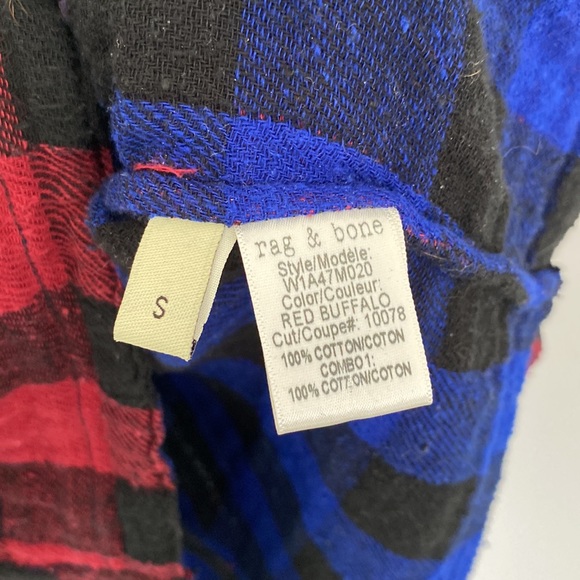 S
rag & bone
Style/Modèle:
W1A47M020
Color/Couleur:
RED BUFFALO
Cut/Coupe#: 10078
100% COTTON/COTON
COMBO1:
100% COTTON/COTON